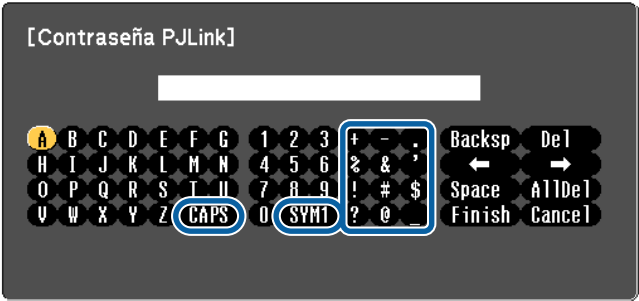 [Contraseña PJLink]
A B C D E F G 1 2 3 + - . Backsp Del
H I J K L M N 4 5 6 % & ' ← →
O P Q R S T U 7 8 9 ! # $ Space AllDel
V W X Y Z CAPS 0 SYM1 ? @ _ Finish Cancel